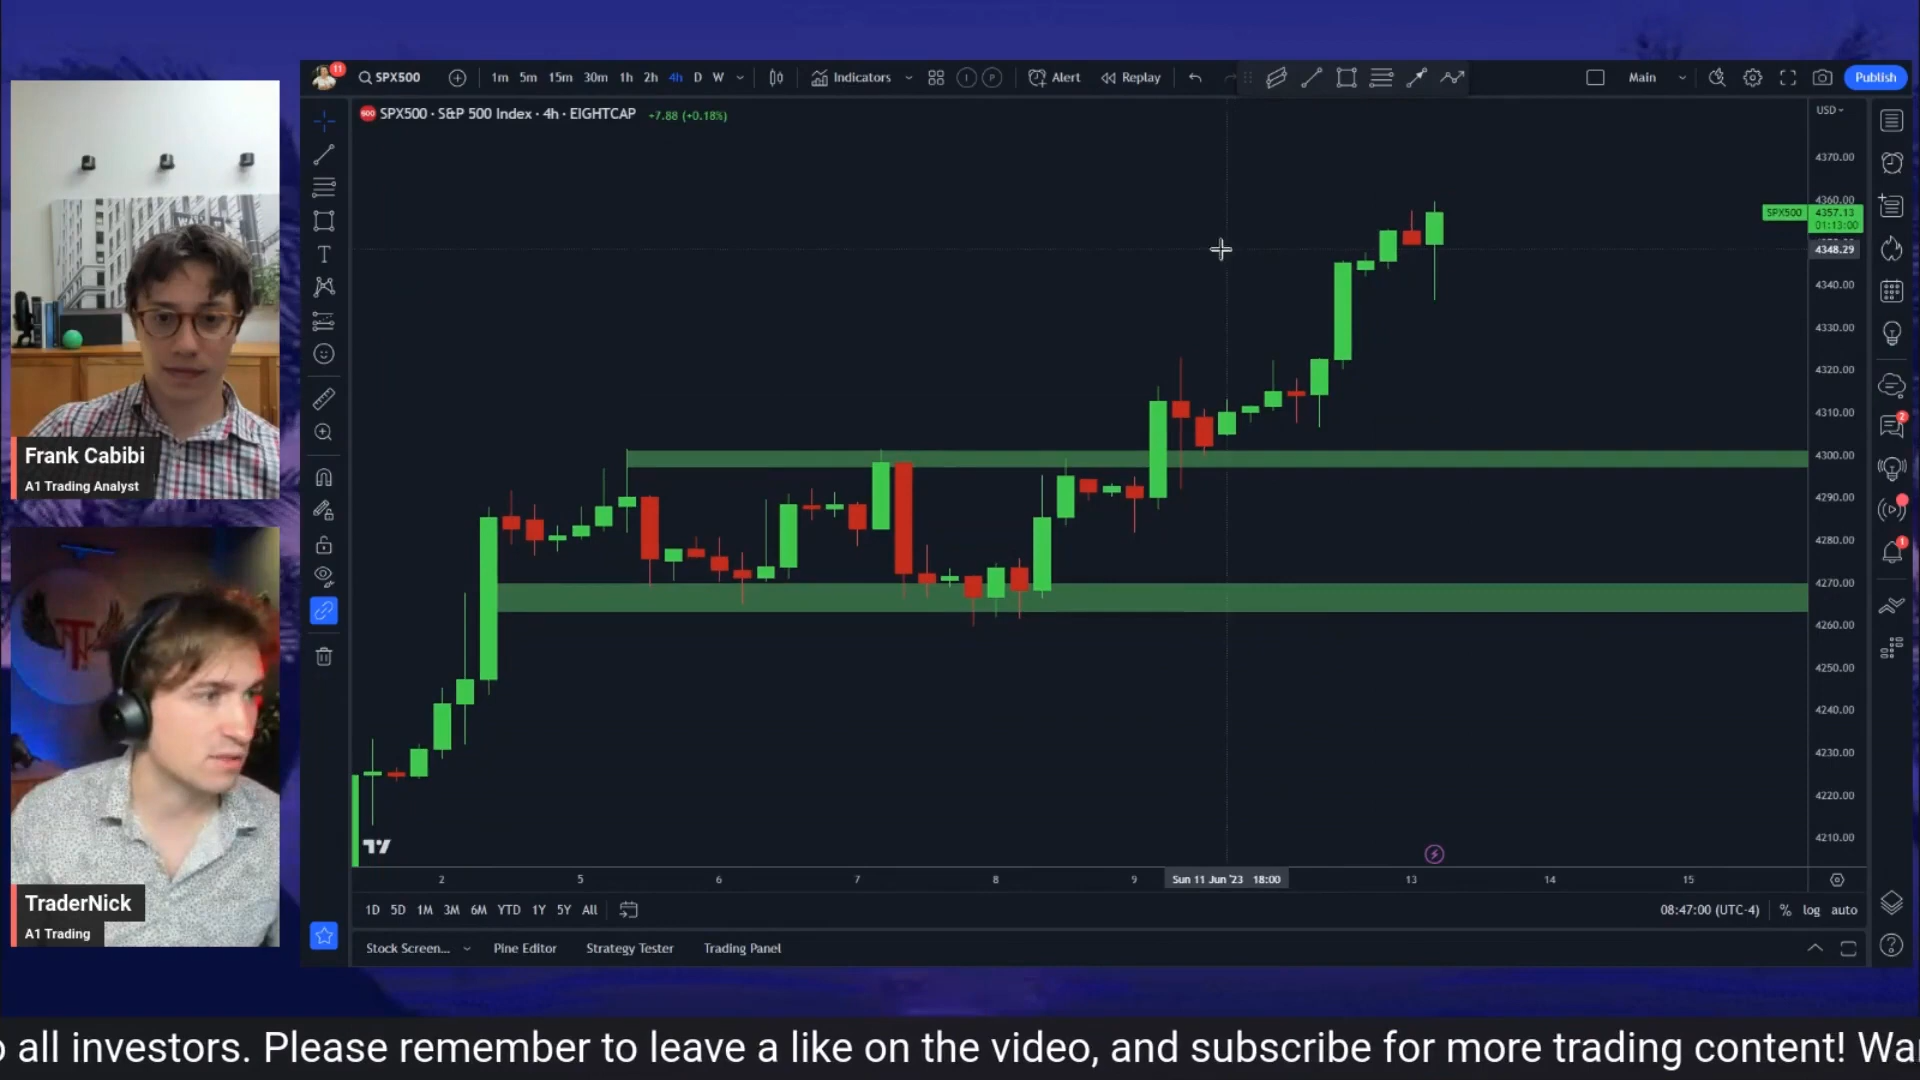 11
SPX500
1m 5m 15m 30m 1h 2h 4h D W
Indicators
Alert
Replay
Main
Publish
SPX500 · S&P 500 Index · 4h · EIGHTCAP +7.88 (+0.18%)
USD
4370.00
4360.00
SPX500 4357.13
01:13:00
4348.29
4340.00
4330.00
4320.00
4310.00
4300.00
4290.00
4280.00
4270.00
4260.00
4250.00
4240.00
4230.00
4220.00
4210.00
2
1
Frank Cabibi
A1 Trading Analyst
TraderNick
A1 Trading
2 5 6 7 8 9 Sun 11 Jun '23 18:00 13 14 15
1D 5D 1M 3M 6M YTD 1Y 5Y All
08:47:00 (UTC-4) % log auto
Stock Screen... Pine Editor Strategy Tester Trading Panel
all investors. Please remember to leave a like on the video, and subscribe for more trading content!